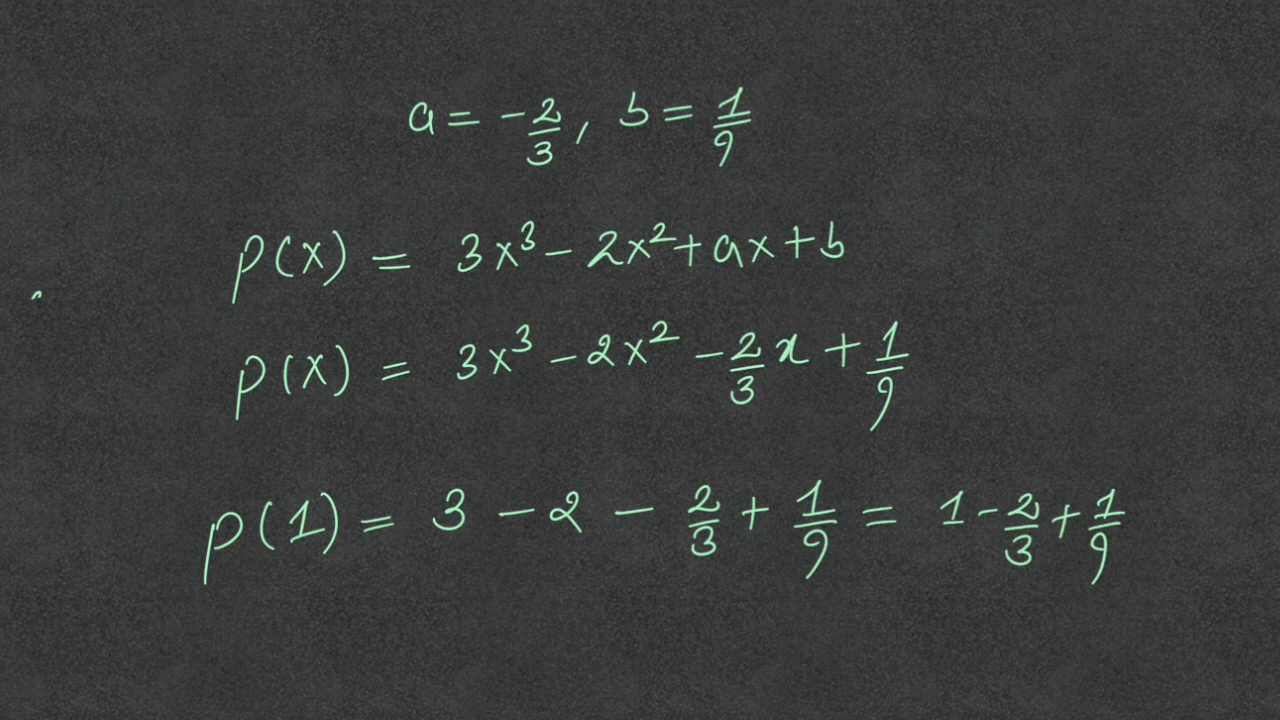 a = -2/3, b = 1/9
p(x) = 3x³ - 2x² + ax + b
p(x) = 3x³ - 2x² - 2/3 x + 1/9
p(1) = 3 - 2 - 2/3 + 1/9 = 1 - 2/3 + 1/9